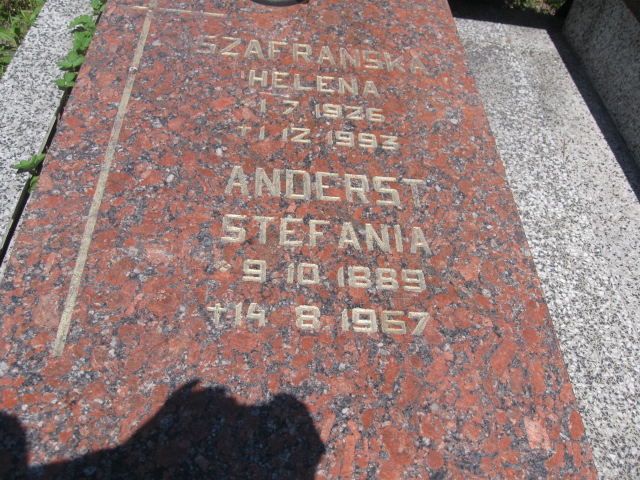 SZAFRAŃSKA
HELENA
* 1.7.1926
† 1.12.1993
ANDERST
STEFANIA
* 9 10 1889
† 14 8 1967